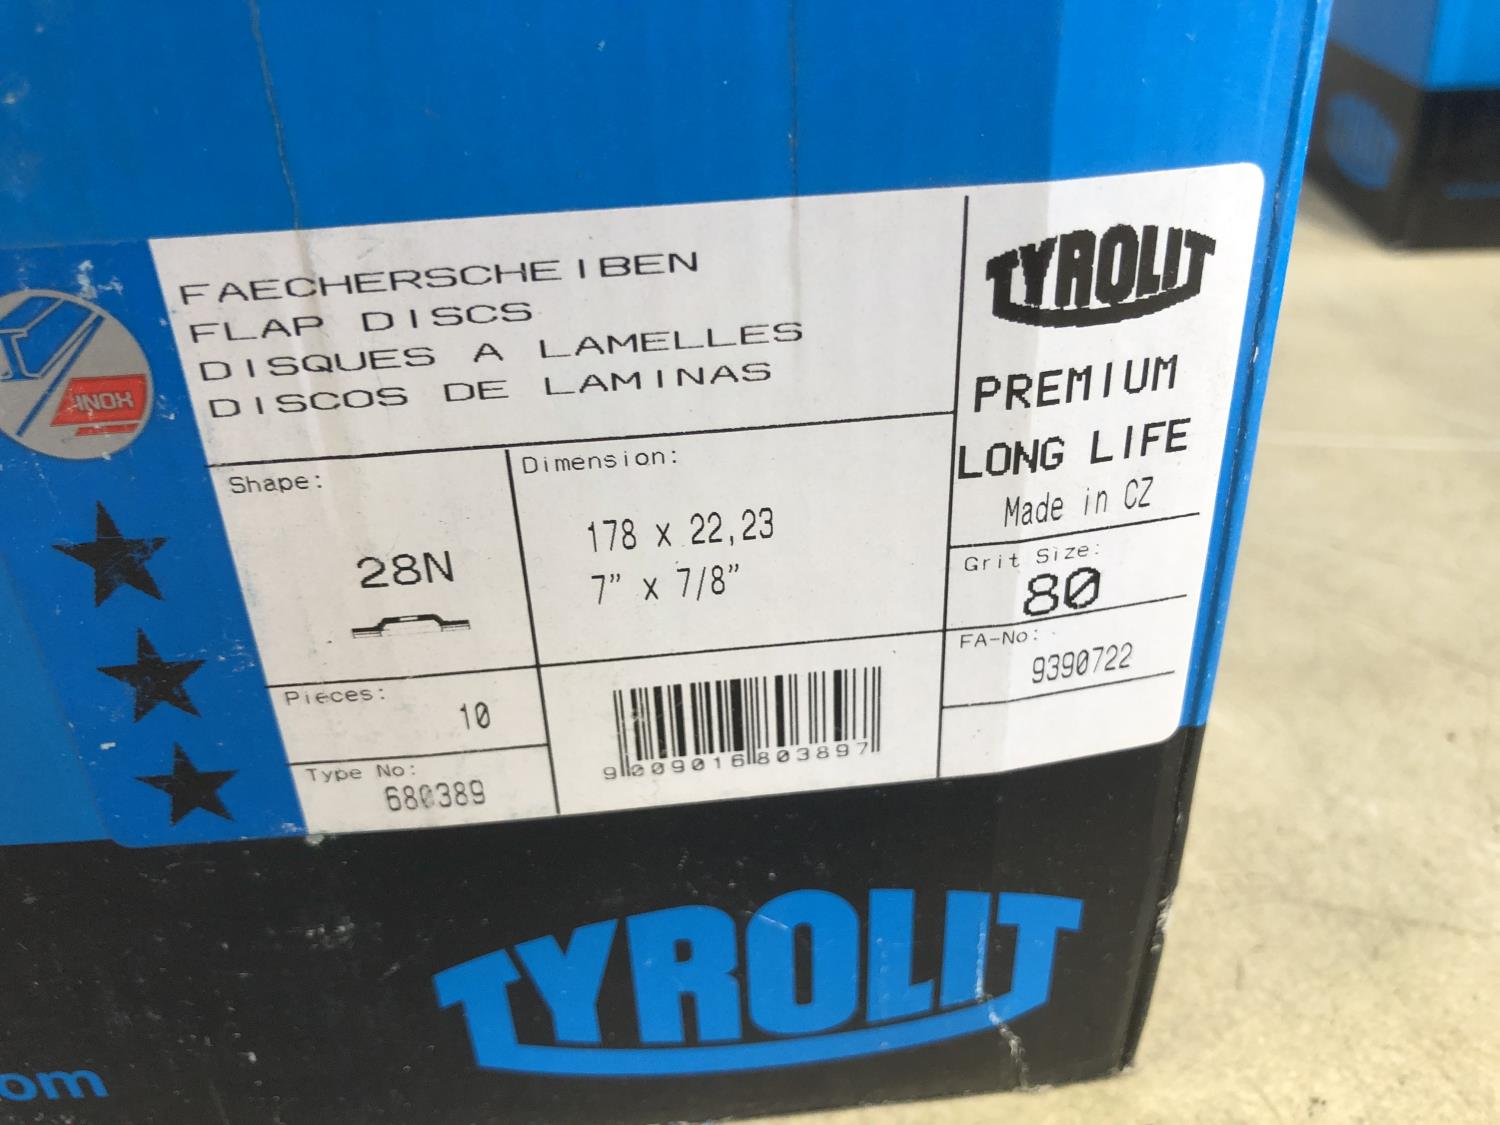 FAECHERSCHEIBEN
FLAP DISCS
DISQUES A LAMELLES
DISCOS DE LAMINAS
TYROLIT
PREMIUM
LONG LIFE
Made in CZ
INOX
Shape:
28N
Dimension:
178 x 22,23
7" x 7/8"
Grit Size:
80
FA-No:
9390722
Pieces:
10
Type No:
680389
9009016803897
TYROLIT
om